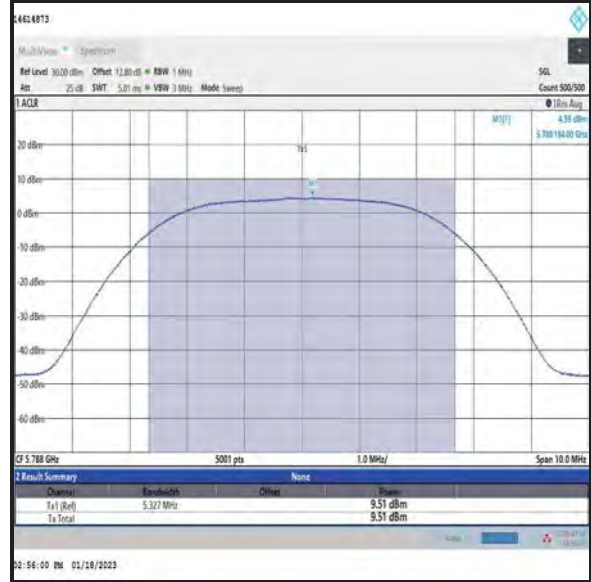 14614873
MultiView Spectrum
Ref Level 30.00 dBm Offset 12.80 dB RBW 1 MHz SGL
Att 25 dB SWT 5.01 ms VBW 3 MHz Mode Sweep Count 500/500
1 ACLR 1Rm Avg
M1[1] 4.59 dBm
5.788 184 00 GHz
20 dBm
Tx1
10 dBm
M1
0 dBm
-10 dBm
-20 dBm
-30 dBm
-40 dBm
-50 dBm
-60 dBm
CF 5.788 GHz 5001 pts 1.0 MHz/ Span 10.0 MHz
2 Result Summary None
Channel Bandwidth Offset Power
Tx1 (Ref) 5.327 MHz 9.51 dBm
Tx Total 9.51 dBm
02:56:00 PM 01/18/2023